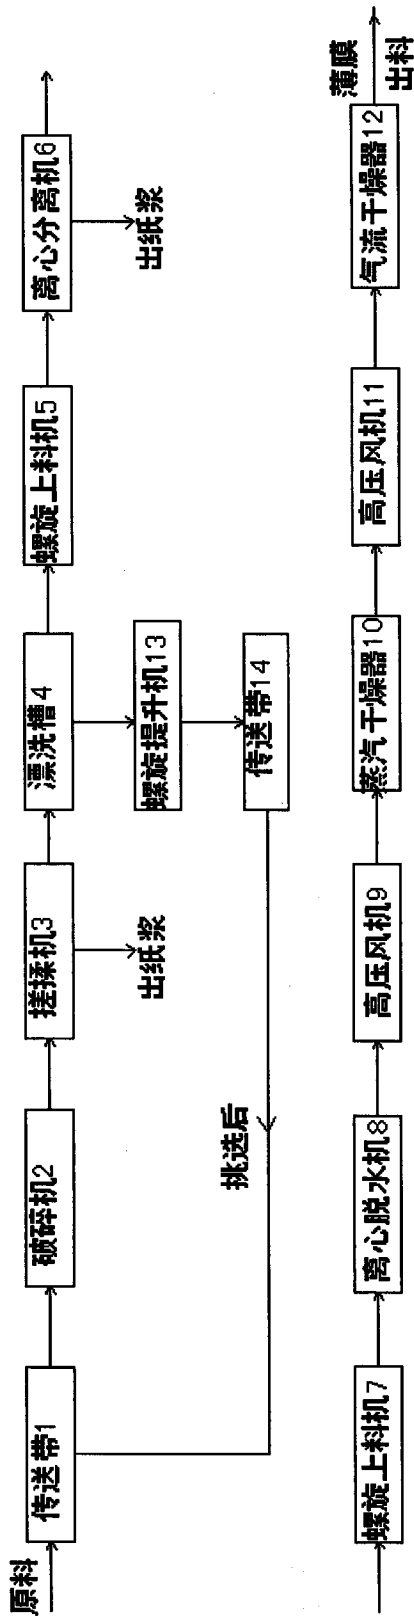 原料
传送带1
破碎机2
搓揉机3
出纸浆
漂洗槽4
螺旋上料机5
离心分离机6
出纸浆
螺旋提升机13
传送带14
挑选后
螺旋上料机7
离心脱水机8
高压风机9
蒸汽干燥器10
高压风机11
气流干燥器12
薄膜
出料